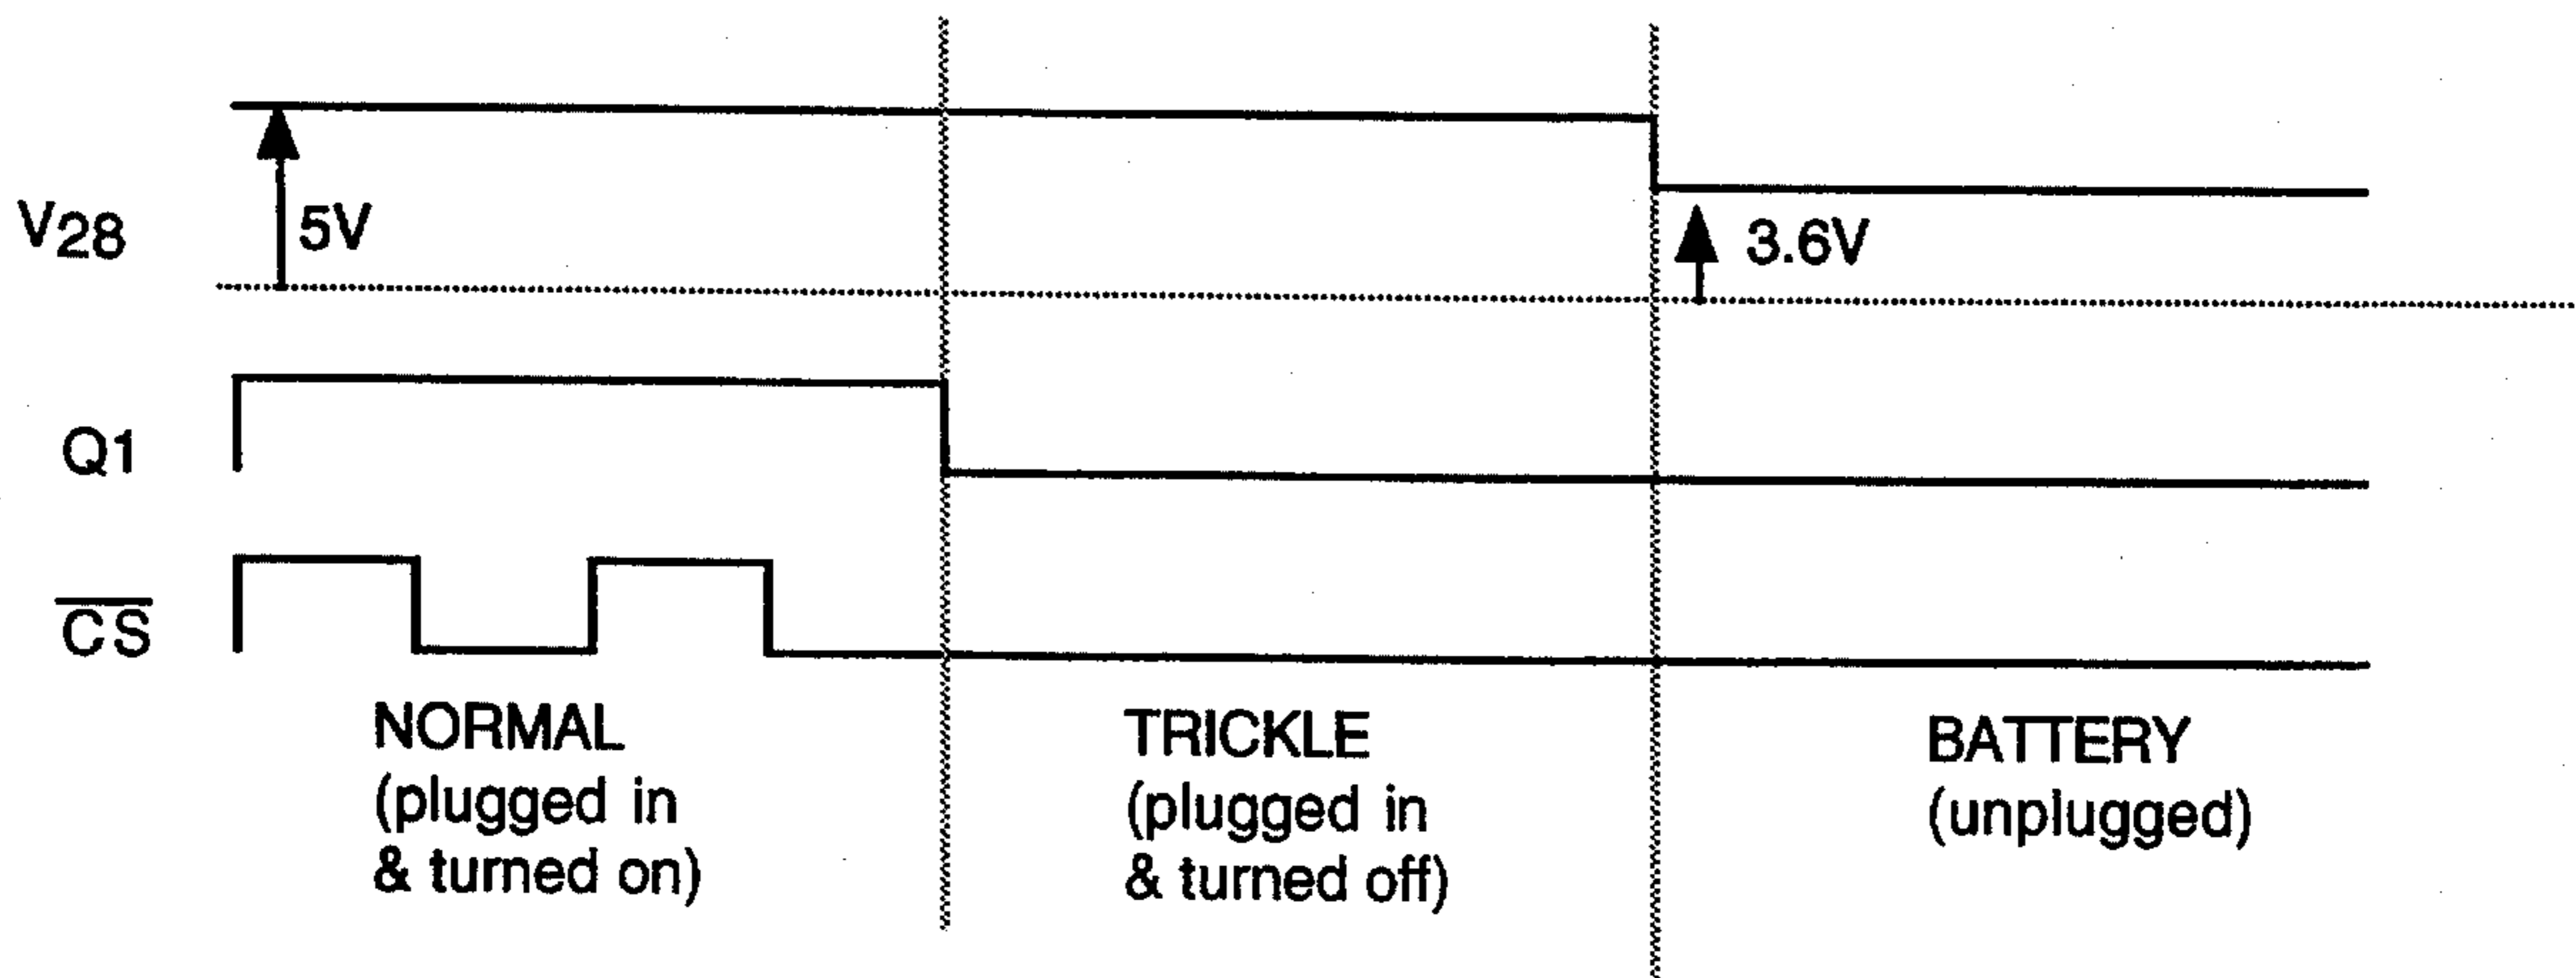 V28
5V
3.6V
Q1
CS
NORMAL
(plugged in
& turned on)
TRICKLE
(plugged in
& turned off)
BATTERY
(unplugged)